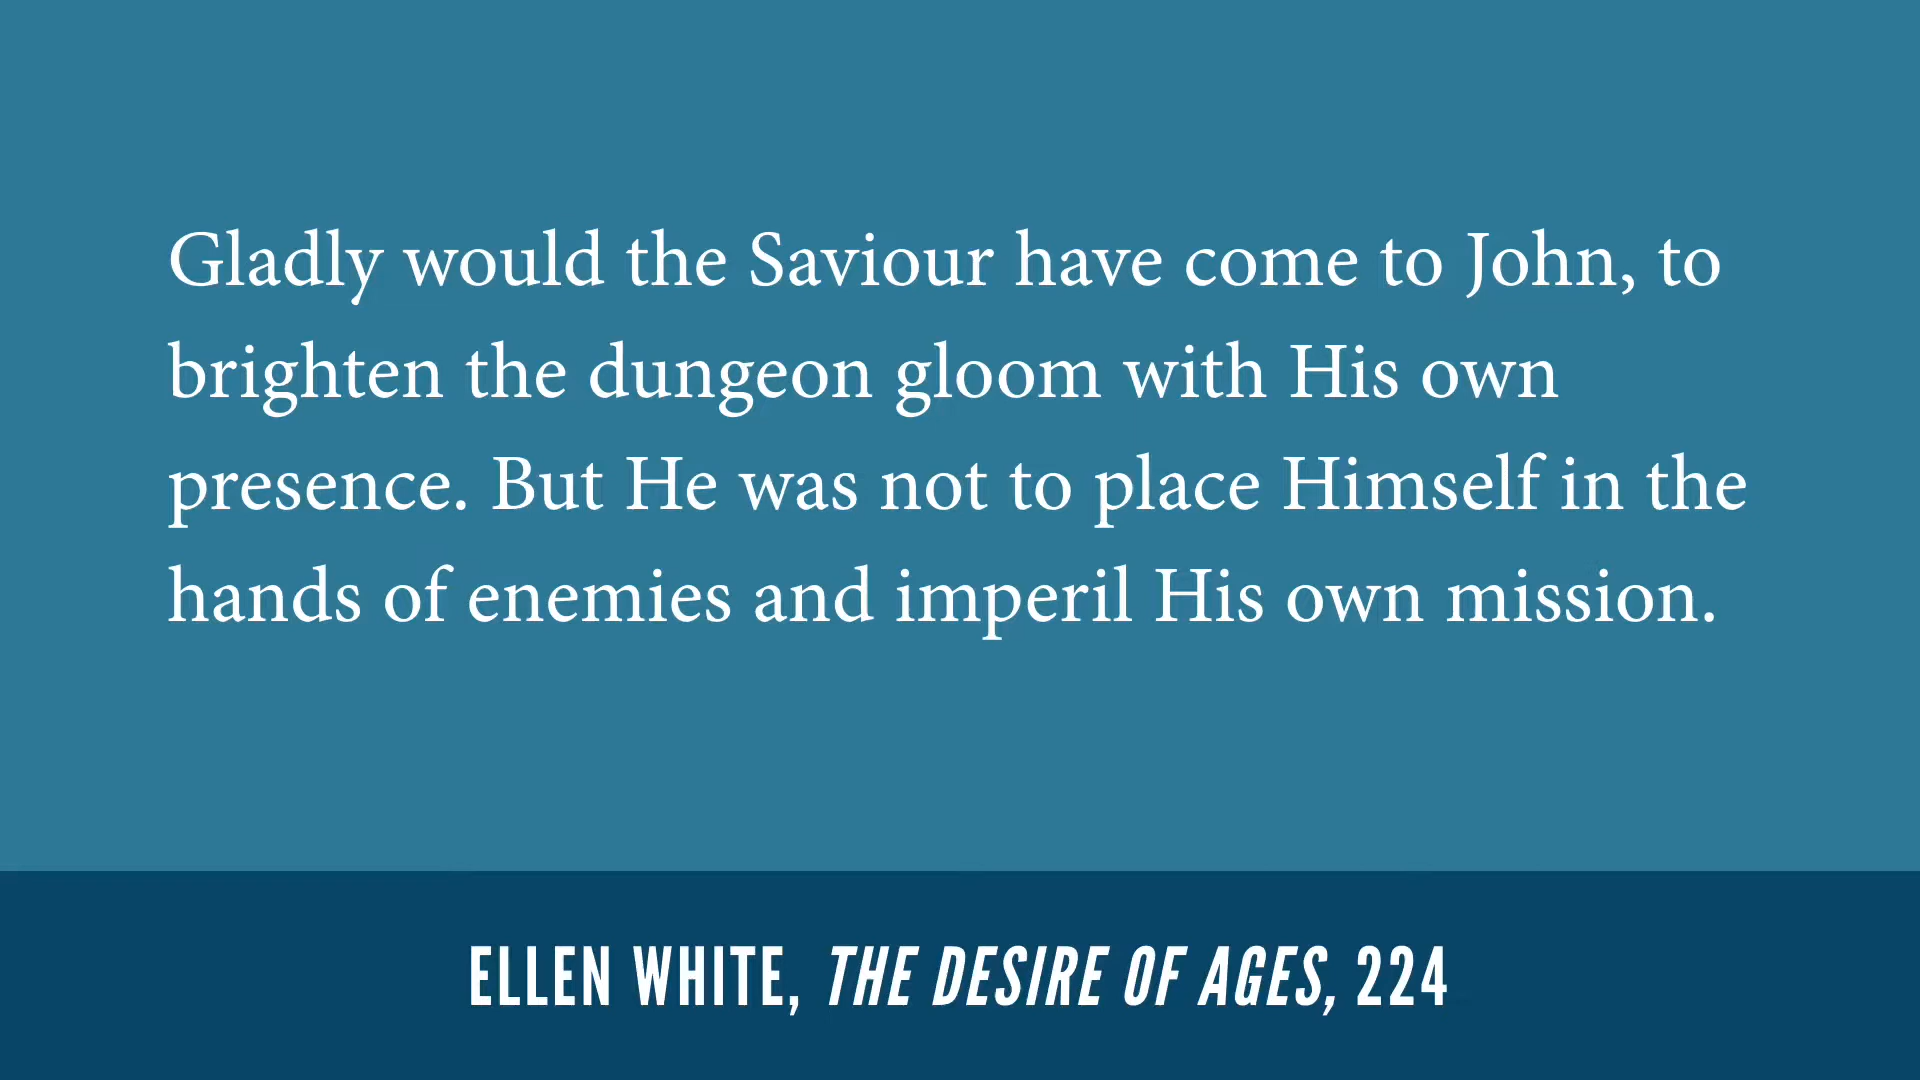 Gladly would the Saviour have come to John, to
brighten the dungeon gloom with His own
presence. But He was not to place Himself in the
hands of enemies and imperil His own mission.
ELLEN WHITE, THE DESIRE OF AGES, 224